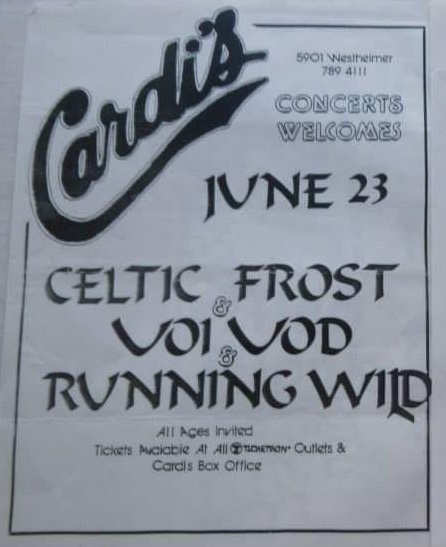 Cardi's
5901 Westheimer
789 4111
CONCERTS
WELCOMES
JUNE 23
CELTIC FROST
&
VOI VOD
&
RUNNING WILD
All Ages Invited
Tickets Available At All TICKETRON Outlets &
Cardi's Box Office